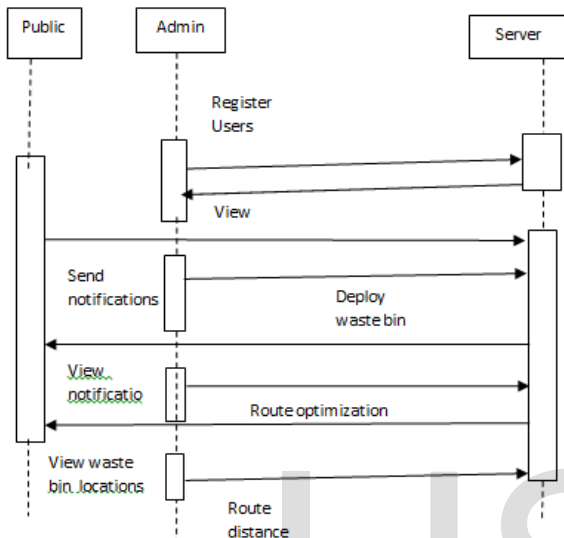 Public
Admin
Server
Register
Users
View
Send
notifications
Deploy
waste bin
View
notificatio
Route optimization
View waste
bin locations
Route
distance